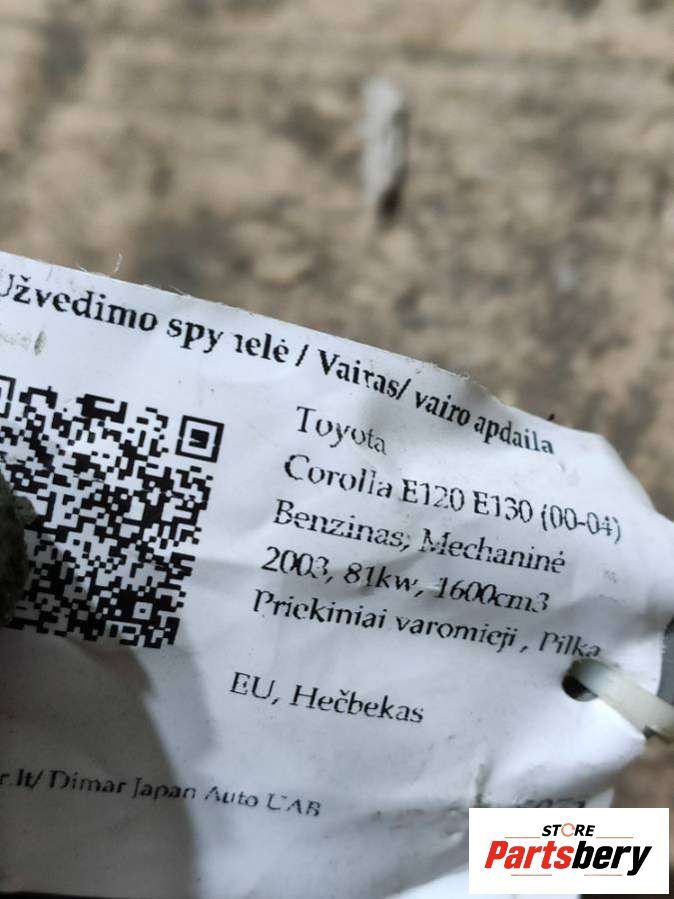 Užvedimo spynelė / Vairas/ vairo apdaila
Toyota
Corolla E120 E130 (00-04)
Benzinas, Mechaninė
2003, 81kw, 1600cm3
Priekiniai varomieji, Pilka
EU, Hečbekas
r.lt/ Dimar Japan Auto UAB
STORE
Partsbery